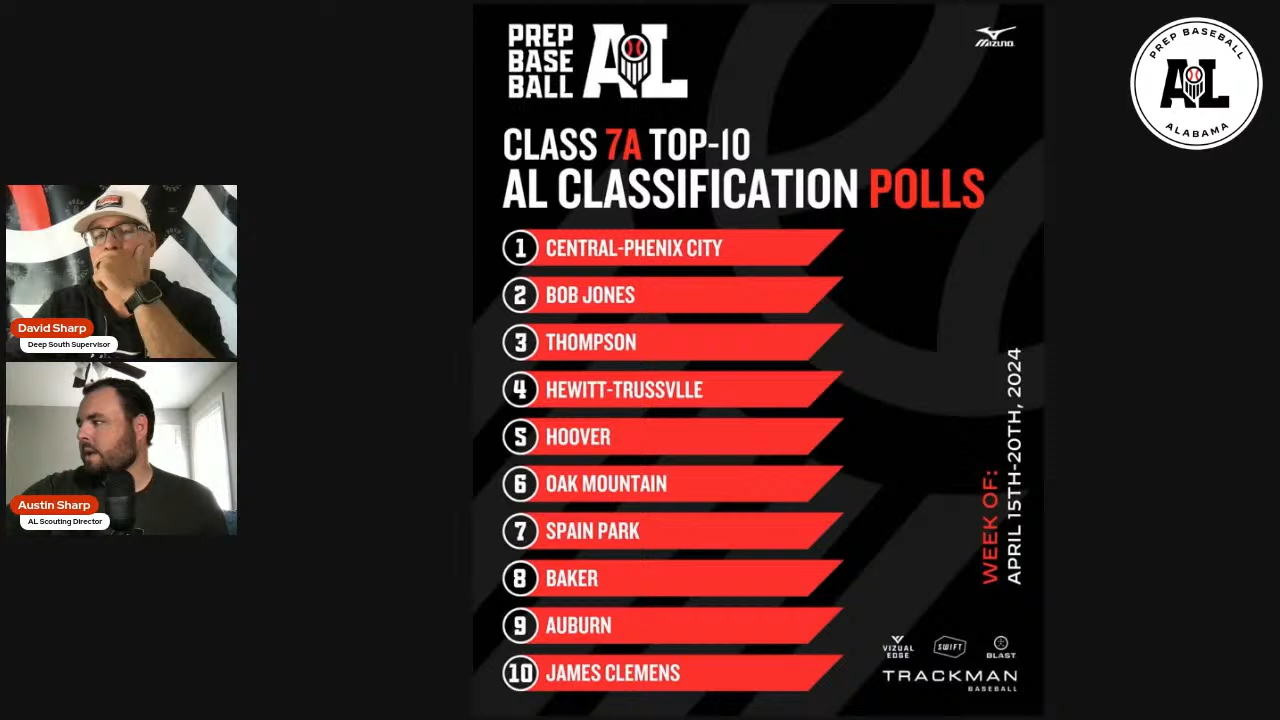 PREP
BASE
BALL
AL
MIZUNO
PREP BASEBALL
AL
ALABAMA
CLASS 7A TOP-10
AL CLASSIFICATION POLLS
1 CENTRAL-PHENIX CITY
2 BOB JONES
3 THOMPSON
4 HEWITT-TRUSSVLLE
5 HOOVER
6 OAK MOUNTAIN
7 SPAIN PARK
8 BAKER
9 AUBURN
10 JAMES CLEMENS
WEEK OF:
APRIL 15TH-20TH, 2024
VIZUAL
EDGE
SWIFT
BLAST
TRACKMAN
BASEBALL
David Sharp
Deep South Supervisor
Austin Sharp
AL Scouting Director